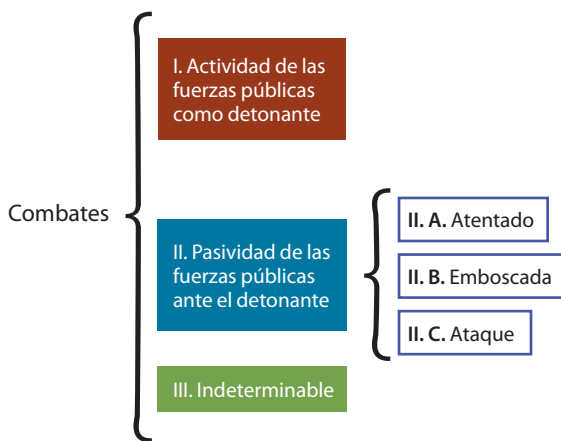 Combates
I. Actividad de las
fuerzas públicas
como detonante
II. Pasividad de las
fuerzas públicas
ante el detonante
II. A. Atentado
II. B. Emboscada
II. C. Ataque
III. Indeterminable